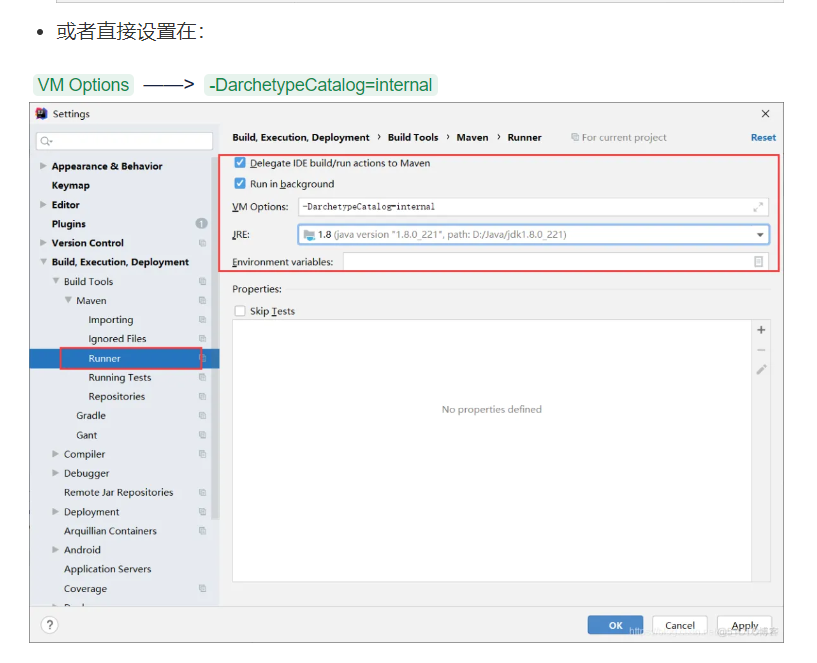 • 或者直接设置在：
VM Options ——> -DarchetypeCatalog=internal
Settings
Build, Execution, Deployment › Build Tools › Maven › Runner
For current project
Reset
Appearance & Behavior
Keymap
Editor
Plugins
1
Version Control
Build, Execution, Deployment
Build Tools
Maven
Importing
Ignored Files
Runner
Running Tests
Repositories
Gradle
Gant
Compiler
Debugger
Remote Jar Repositories
Deployment
Arquillian Containers
Android
Application Servers
Coverage
Delegate IDE build/run actions to Maven
Run in background
VM Options: -DarchetypeCatalog=internal
JRE: 1.8 (java version "1.8.0_221", path: D:/Java/jdk1.8.0_221)
Environment variables:
Properties:
Skip Tests
No properties defined
?
OK
Cancel
Apply